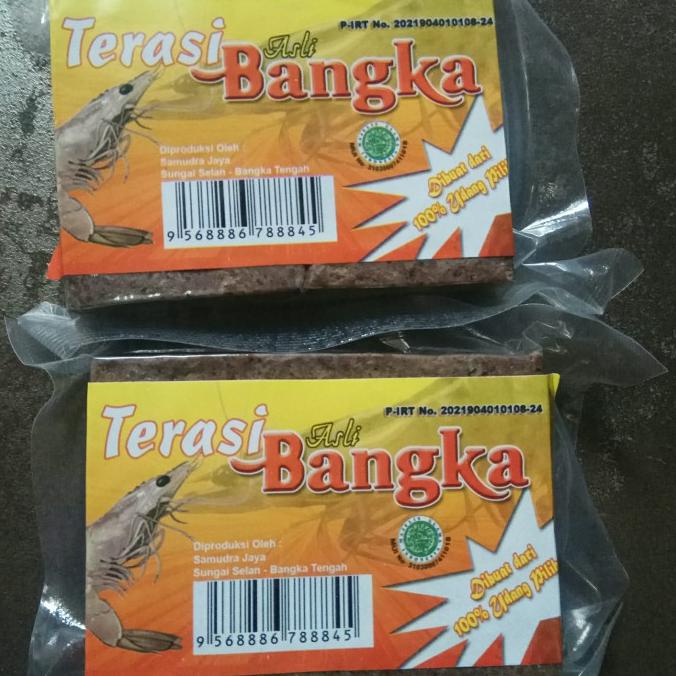 P-IRT No. 2021904010108-24
Terasi
Asli
Bangka
Diproduksi Oleh :
Samudra Jaya
Sungai Selan - Bangka Tengah
Dibuat dari
100% Udang Pili
9 568886 788845
P-IRT No. 2021904010108-24
Terasi
Asli
Bangka
Diproduksi Oleh :
Samudra Jaya
Sungai Selan - Bangka Tengah
Dibuat dari
100% Udang Pilih
9 568886 788845